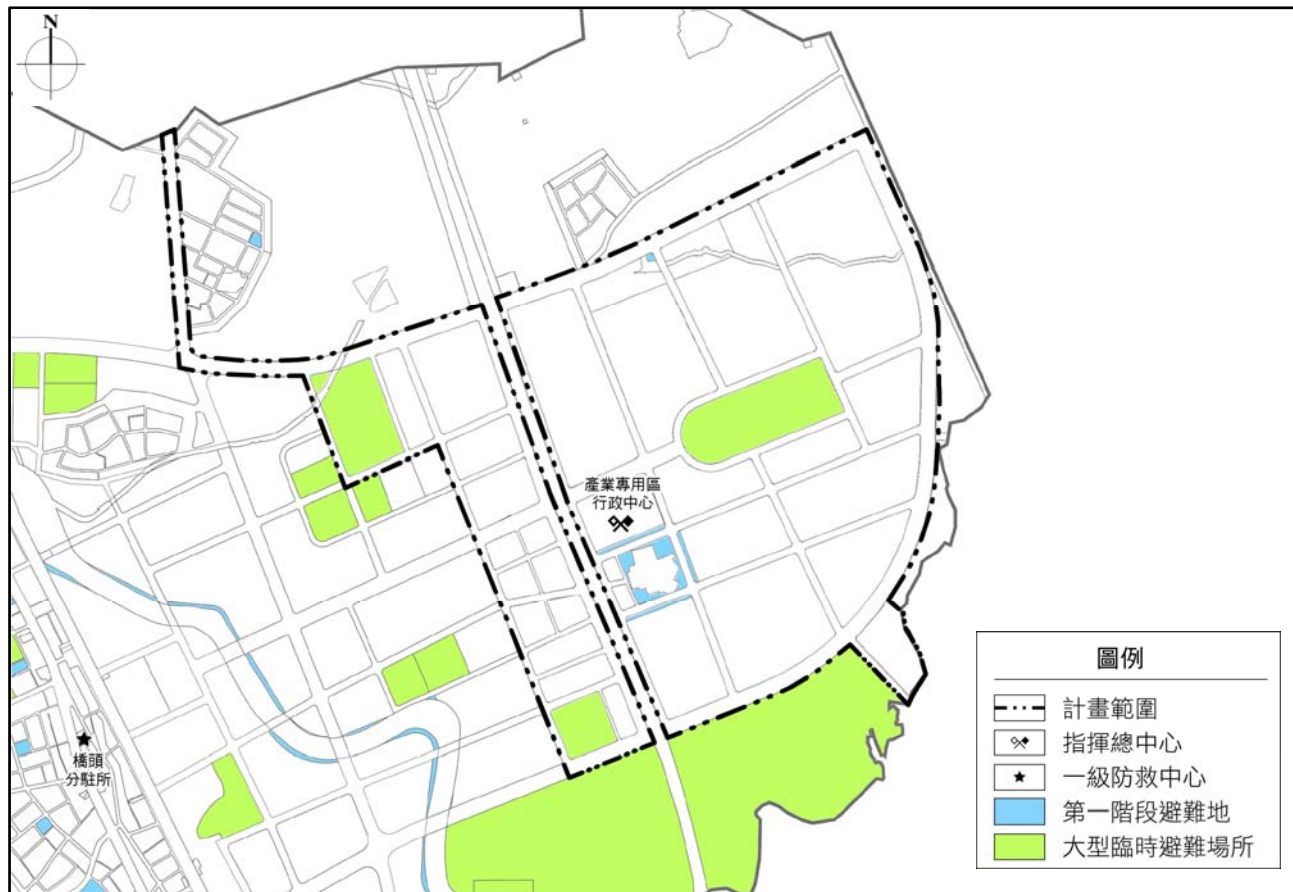 N
產業專用區
行政中心
橋頭
分駐所
圖例
計畫範圍
指揮總中心
一級防救中心
第一階段避難地
大型臨時避難場所